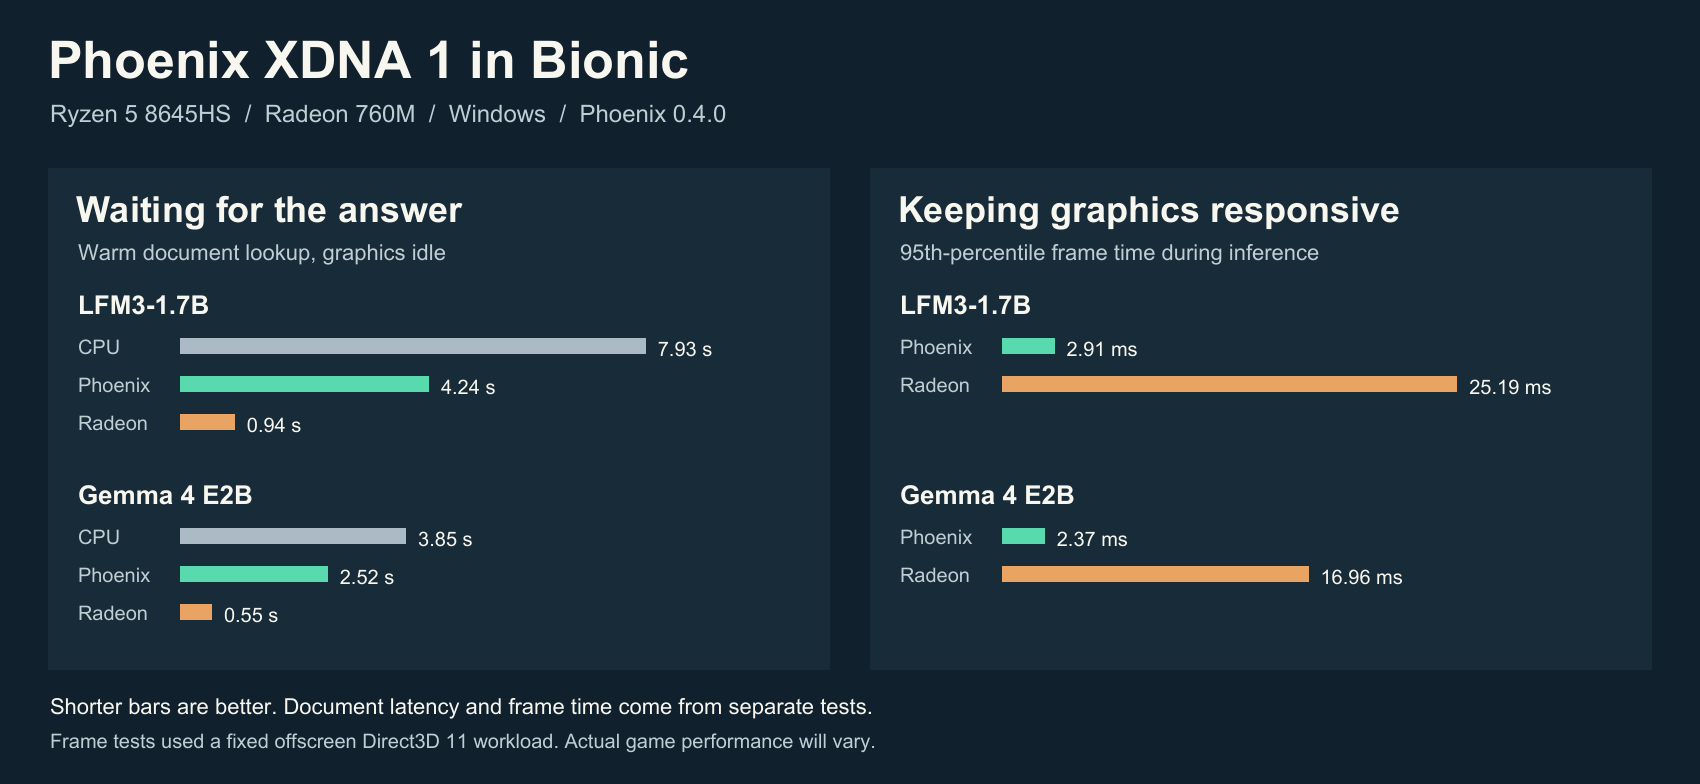 Phoenix XDNA 1 in Bionic
Ryzen 5 8645HS / Radeon 760M / Windows / Phoenix 0.4.0
Waiting for the answer
Warm document lookup, graphics idle
LFM3-1.7B
CPU 7.93 s
Phoenix 4.24 s
Radeon 0.94 s
Gemma 4 E2B
CPU 3.85 s
Phoenix 2.52 s
Radeon 0.55 s
Keeping graphics responsive
95th-percentile frame time during inference
LFM3-1.7B
Phoenix 2.91 ms
Radeon 25.19 ms
Gemma 4 E2B
Phoenix 2.37 ms
Radeon 16.96 ms
Shorter bars are better. Document latency and frame time come from separate tests.
Frame tests used a fixed offscreen Direct3D 11 workload. Actual game performance will vary.